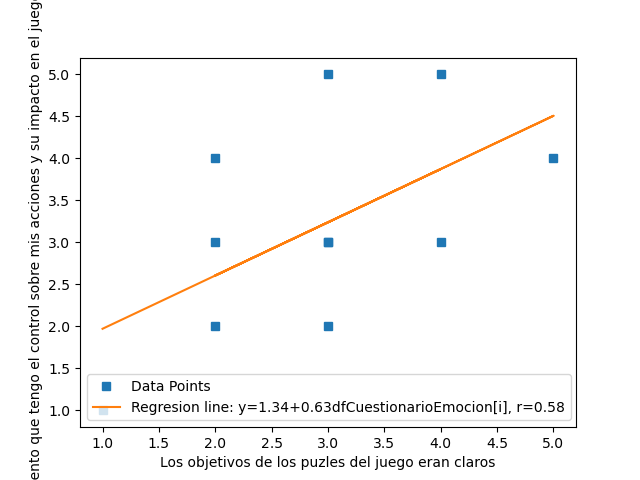 ento que tengo el control sobre mis acciones y su impacto en el jueg
5.0
4.5
4.0
3.5
3.0
2.5
2.0
1.5
1.0
Data Points
Regresion line: y=1.34+0.63dfCuestionarioEmocion[i], r=0.58
1.0 1.5 2.0 2.5 3.0 3.5 4.0 4.5 5.0
Los objetivos de los puzles del juego eran claros